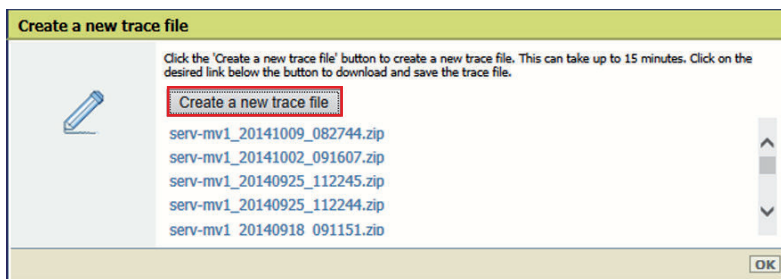 Create a new trace file
Click the 'Create a new trace file' button to create a new trace file. This can take up to 15 minutes. Click on the
desired link below the button to download and save the trace file.
Create a new trace file
serv-mv1_20141009_082744.zip
serv-mv1_20141002_091607.zip
serv-mv1_20140925_112245.zip
serv-mv1_20140925_112244.zip
serv-mv1_20140918_091151.zip
OK